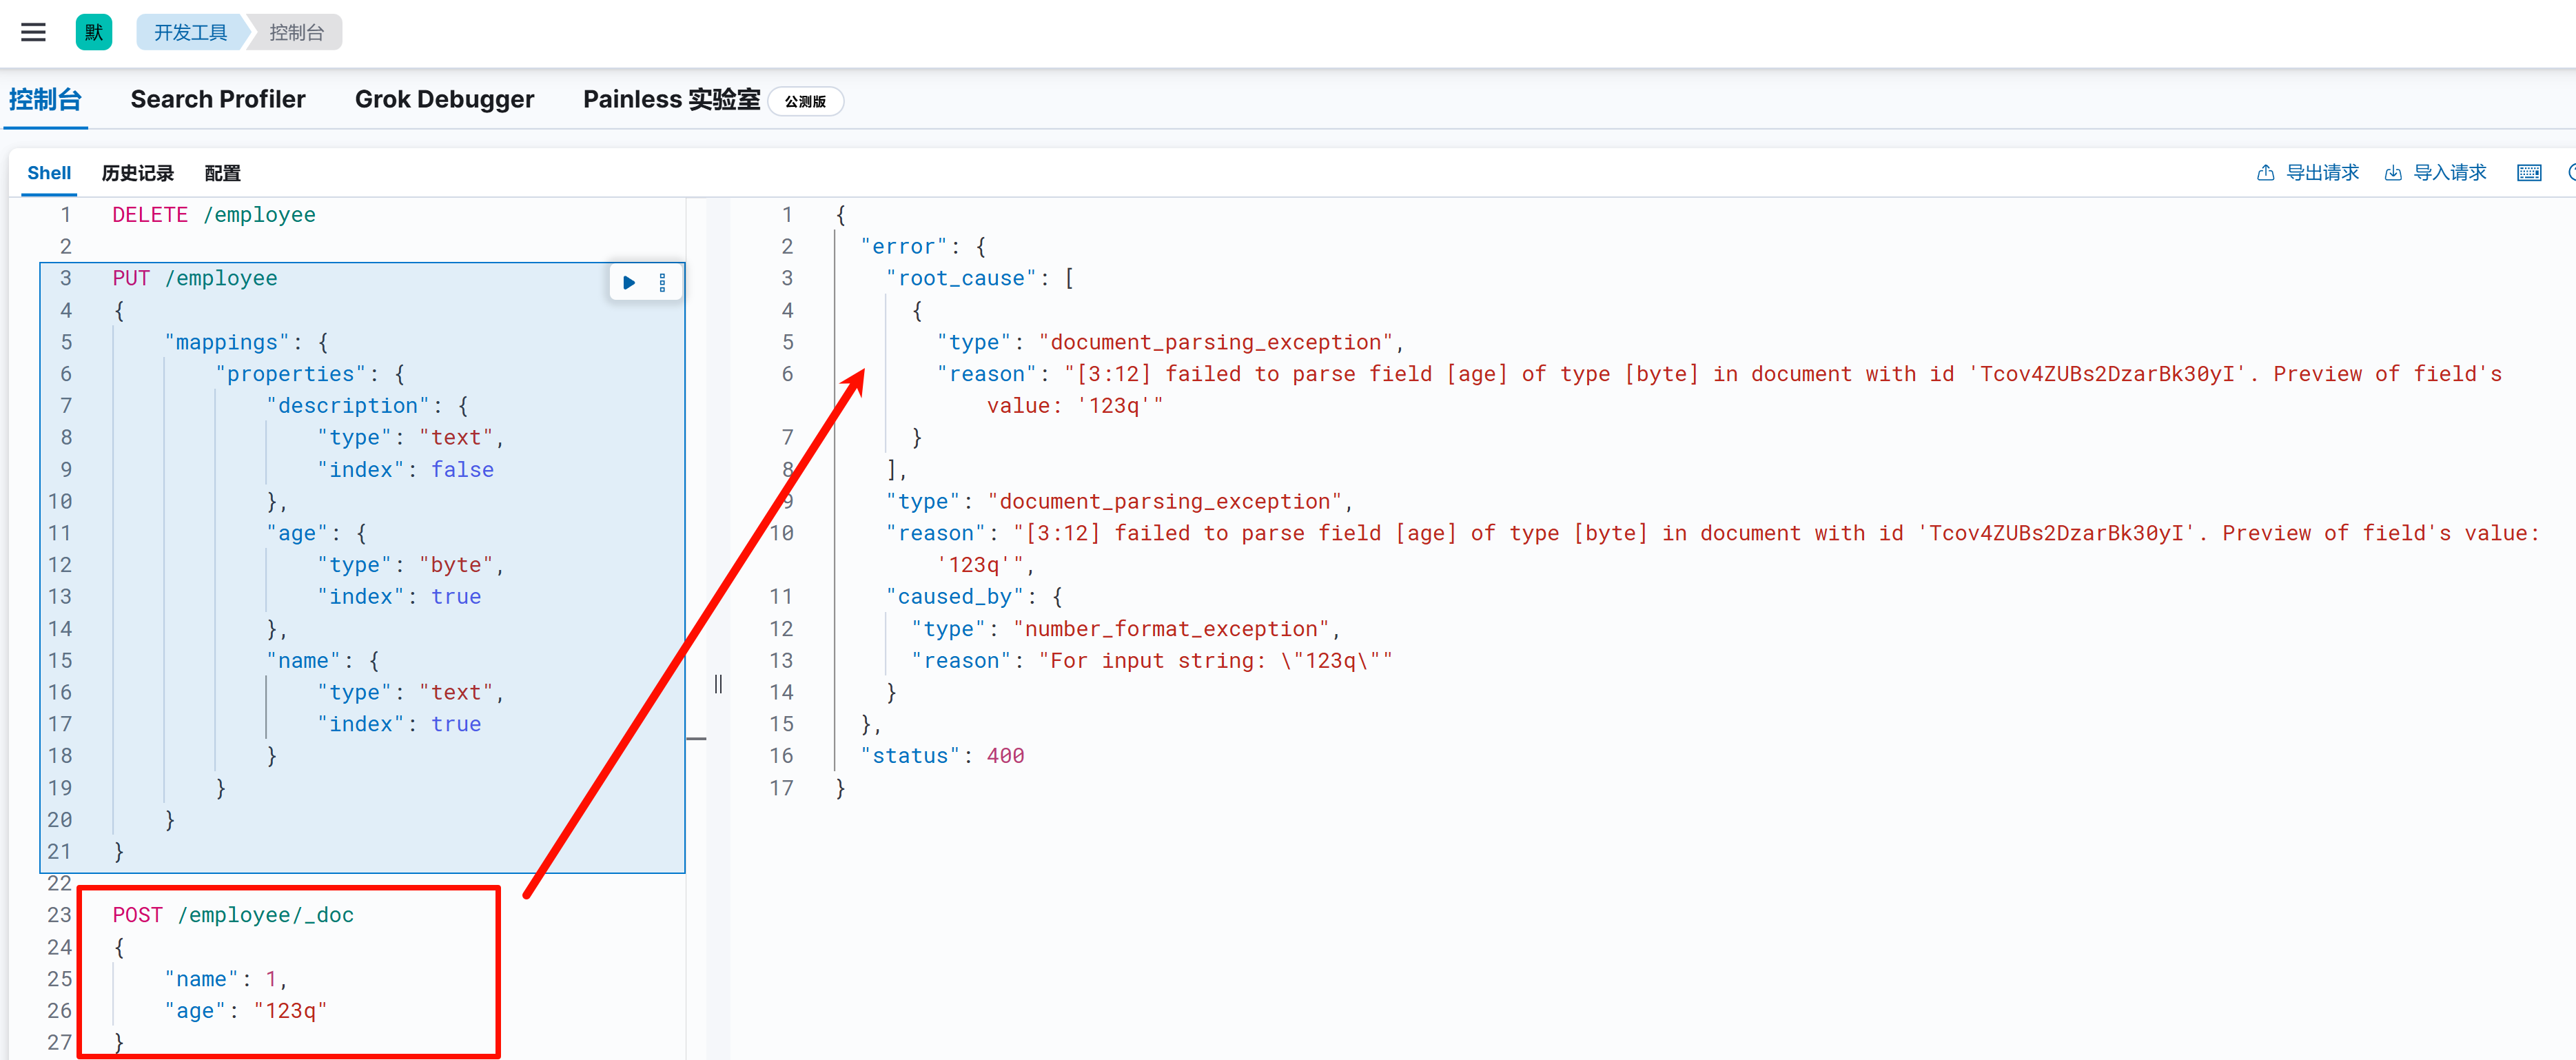 默 开发工具 控制台
控制台 Search Profiler Grok Debugger Painless 实验室 公测版
Shell 历史记录 配置 导出请求 导入请求
1 DELETE /employee
2
3 PUT /employee
4 {
5 "mappings": {
6 "properties": {
7 "description": {
8 "type": "text",
9 "index": false
10 },
11 "age": {
12 "type": "byte",
13 "index": true
14 },
15 "name": {
16 "type": "text",
17 "index": true
18 }
19 }
20 }
21 }
22
23 POST /employee/_doc
24 {
25 "name": 1,
26 "age": "123q"
27 }
1 {
2 "error": {
3 "root_cause": [
4 {
5 "type": "document_parsing_exception",
6 "reason": "[3:12] failed to parse field [age] of type [byte] in document with id 'Tcov4ZUBs2DzarBk30yI'. Preview of field's
value: '123q'"
7 }
8 ],
9 "type": "document_parsing_exception",
10 "reason": "[3:12] failed to parse field [age] of type [byte] in document with id 'Tcov4ZUBs2DzarBk30yI'. Preview of field's value:
'123q'",
11 "caused_by": {
12 "type": "number_format_exception",
13 "reason": "For input string: \"123q\""
14 }
15 },
16 "status": 400
17 }